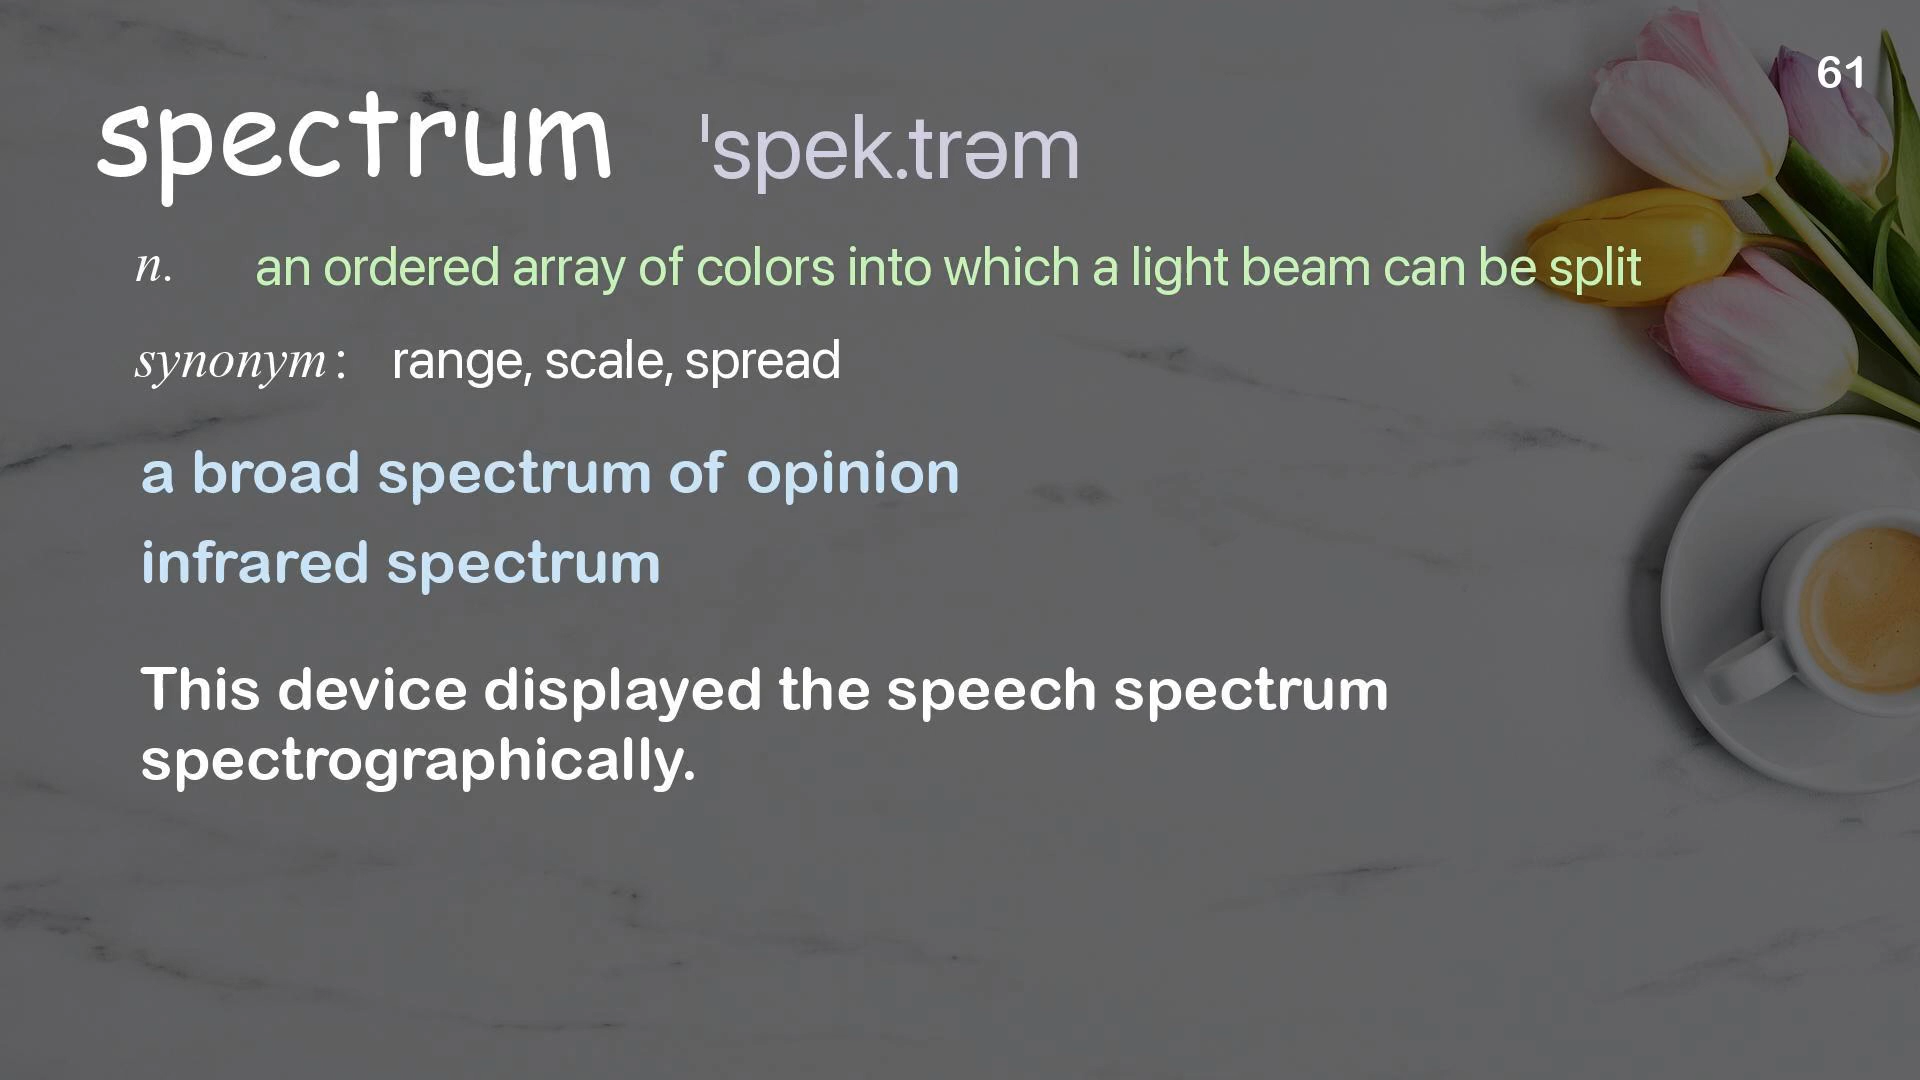 61
spectrum ˈspek.trəm
n. an ordered array of colors into which a light beam can be split
synonym: range, scale, spread
a broad spectrum of opinion
infrared spectrum
This device displayed the speech spectrum
spectrographically.